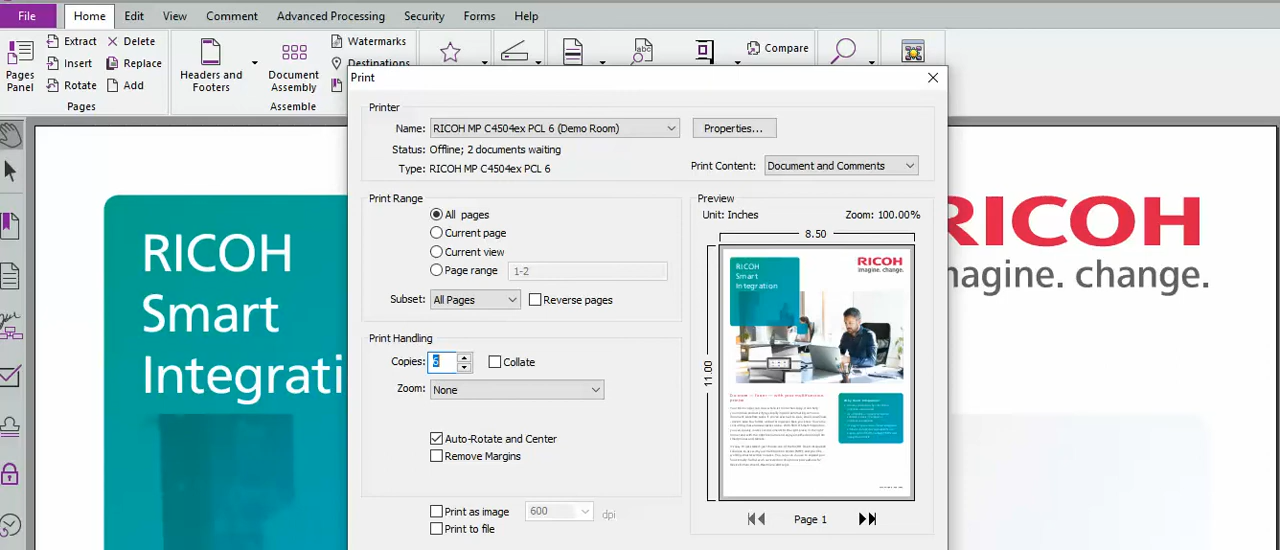 File Home Edit View Comment Advanced Processing Security Forms Help
Extract Delete Watermarks
Insert Replace Destinations Compare
Rotate Add
Pages Panel
Headers and Footers
Document Assembly
Pages Assemble
Print
Printer
Name: RICOH MP C4504ex PCL 6 (Demo Room) Properties...
Status: Offline; 2 documents waiting
Type: RICOH MP C4504ex PCL 6 Print Content: Document and Comments
Print Range
All pages
Current page
Current view
Page range 1-2
Subset: All Pages Reverse pages
Print Handling
Copies: 6 Collate
Zoom: None
Auto-Rotate and Center
Remove Margins
Print as image 600 dpi
Print to file
Preview
Unit: Inches Zoom: 100.00%
8.50
11.00
RICOH
Smart
Integration
RICOH
imagine. change.
Page 1
RICOH
Smart
Integrati
RICOH
magine. change.